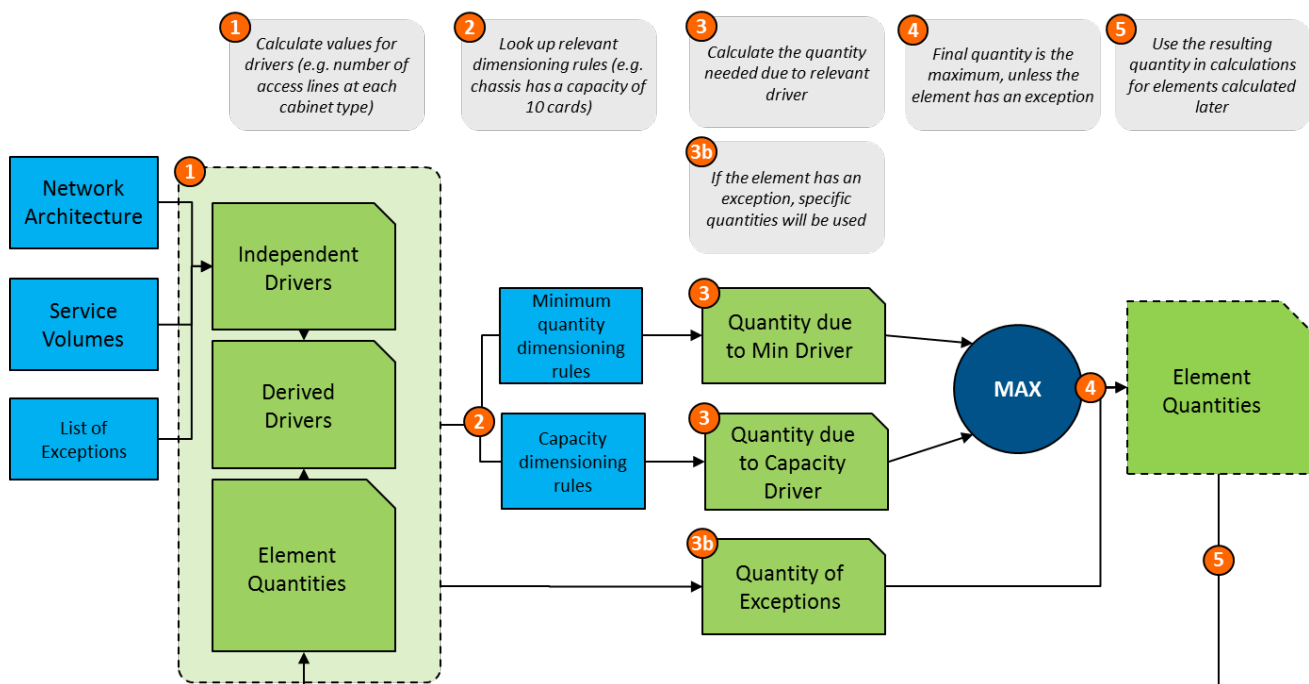 1
Calculate values for
drivers (e.g. number of
access lines at each
cabinet type)
2
Look up relevant
dimensioning rules (e.g.
chassis has a capacity of
10 cards)
3
Calculate the quantity
needed due to relevant
driver
4
Final quantity is the
maximum, unless the
element has an exception
5
Use the resulting
quantity in calculations
for elements calculated
later
3b
If the element has an
exception, specific
quantities will be used
Network
Architecture
Service
Volumes
List of
Exceptions
1
Independent
Drivers
Derived
Drivers
Element
Quantities
2
Minimum
quantity
dimensioning
rules
Capacity
dimensioning
rules
3
Quantity due
to Min Driver
3
Quantity due
to Capacity
Driver
3b
Quantity of
Exceptions
MAX
4
Element
Quantities
5